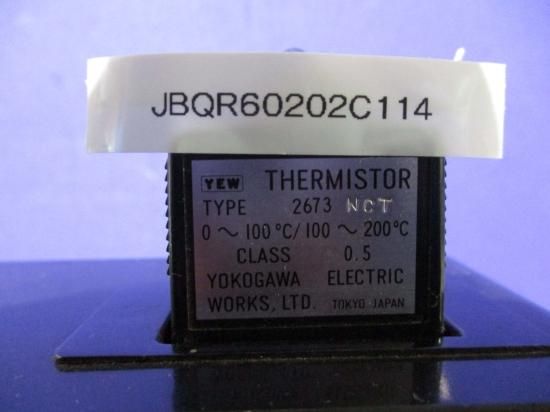 JBQR60202C114
YEW THERMISTOR
TYPE 2673 NCT
0 ~ 100 °C/100 ~ 200°C
CLASS 0.5
YOKOGAWA ELECTRIC
WORKS, LTD. TOKYO JAPAN